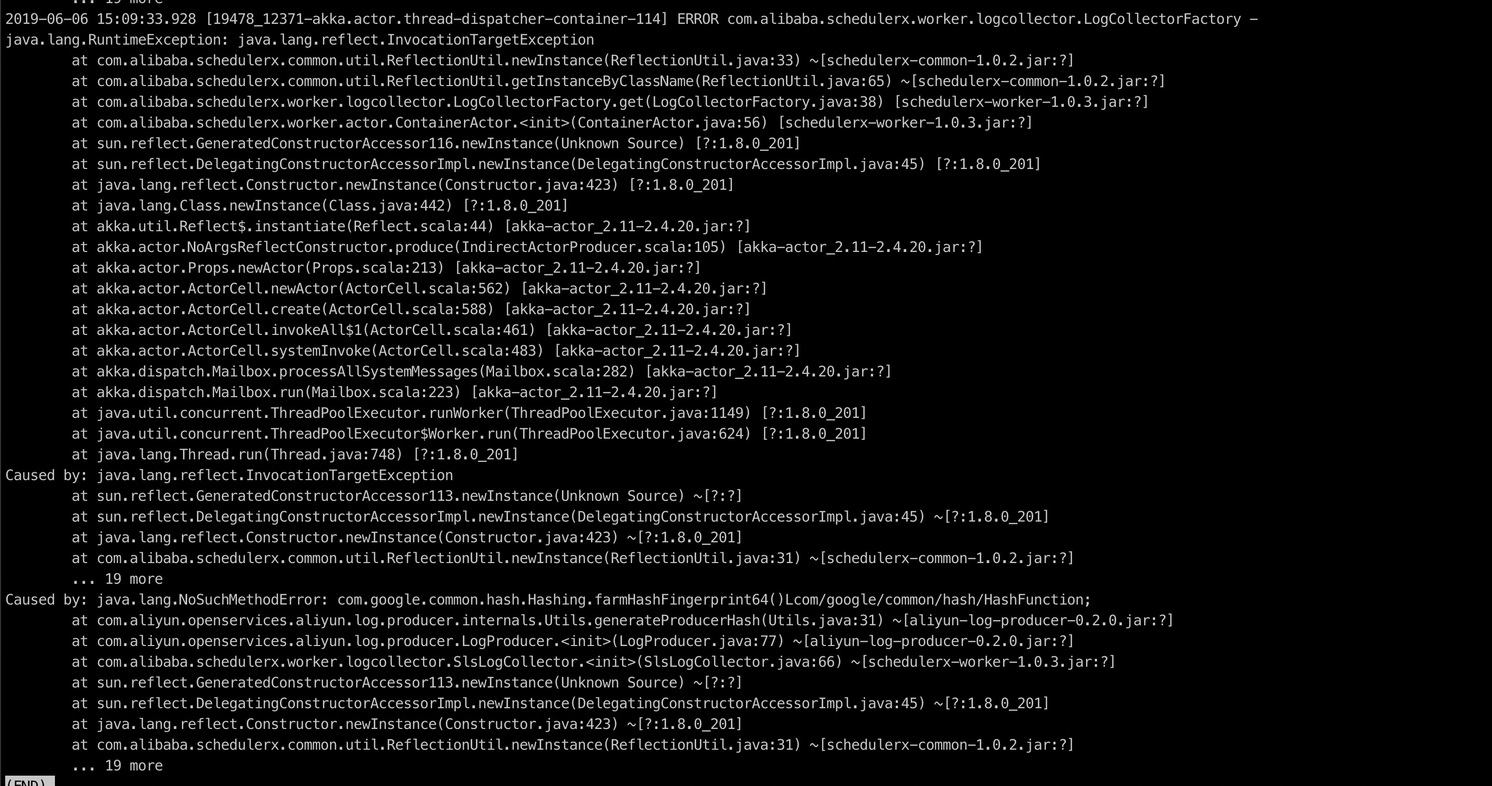 ... 19 more
2019-06-06 15:09:33.928 [19478_12371-akka.actor.thread-dispatcher-container-114] ERROR com.alibaba.schedulerx.worker.logcollector.LogCollectorFactory -
java.lang.RuntimeException: java.lang.reflect.InvocationTargetException
at com.alibaba.schedulerx.common.util.ReflectionUtil.newInstance(ReflectionUtil.java:33) ~[schedulerx-common-1.0.2.jar:?]
at com.alibaba.schedulerx.common.util.ReflectionUtil.getInstanceByClassName(ReflectionUtil.java:65) ~[schedulerx-common-1.0.2.jar:?]
at com.alibaba.schedulerx.worker.logcollector.LogCollectorFactory.get(LogCollectorFactory.java:38) [schedulerx-worker-1.0.3.jar:?]
at com.alibaba.schedulerx.worker.actor.ContainerActor.<init>(ContainerActor.java:56) [schedulerx-worker-1.0.3.jar:?]
at sun.reflect.GeneratedConstructorAccessor116.newInstance(Unknown Source) [?:1.8.0_201]
at sun.reflect.DelegatingConstructorAccessorImpl.newInstance(DelegatingConstructorAccessorImpl.java:45) [?:1.8.0_201]
at java.lang.reflect.Constructor.newInstance(Constructor.java:423) [?:1.8.0_201]
at java.lang.Class.newInstance(Class.java:442) [?:1.8.0_201]
at akka.util.Reflect$.instantiate(Reflect.scala:44) [akka-actor_2.11-2.4.20.jar:?]
at akka.actor.NoArgsReflectConstructor.produce(IndirectActorProducer.scala:105) [akka-actor_2.11-2.4.20.jar:?]
at akka.actor.Props.newActor(Props.scala:213) [akka-actor_2.11-2.4.20.jar:?]
at akka.actor.ActorCell.newActor(ActorCell.scala:562) [akka-actor_2.11-2.4.20.jar:?]
at akka.actor.ActorCell.create(ActorCell.scala:588) [akka-actor_2.11-2.4.20.jar:?]
at akka.actor.ActorCell.invokeAll$1(ActorCell.scala:461) [akka-actor_2.11-2.4.20.jar:?]
at akka.actor.ActorCell.systemInvoke(ActorCell.scala:483) [akka-actor_2.11-2.4.20.jar:?]
at akka.dispatch.Mailbox.processAllSystemMessages(Mailbox.scala:282) [akka-actor_2.11-2.4.20.jar:?]
at akka.dispatch.Mailbox.run(Mailbox.scala:223) [akka-actor_2.11-2.4.20.jar:?]
at java.util.concurrent.ThreadPoolExecutor.runWorker(ThreadPoolExecutor.java:1149) [?:1.8.0_201]
at java.util.concurrent.ThreadPoolExecutor$Worker.run(ThreadPoolExecutor.java:624) [?:1.8.0_201]
at java.lang.Thread.run(Thread.java:748) [?:1.8.0_201]
Caused by: java.lang.reflect.InvocationTargetException
at sun.reflect.GeneratedConstructorAccessor113.newInstance(Unknown Source) ~[?:?]
at sun.reflect.DelegatingConstructorAccessorImpl.newInstance(DelegatingConstructorAccessorImpl.java:45) ~[?:1.8.0_201]
at java.lang.reflect.Constructor.newInstance(Constructor.java:423) ~[?:1.8.0_201]
at com.alibaba.schedulerx.common.util.ReflectionUtil.newInstance(ReflectionUtil.java:31) ~[schedulerx-common-1.0.2.jar:?]
... 19 more
Caused by: java.lang.NoSuchMethodError: com.google.common.hash.Hashing.farmHashFingerprint64()Lcom/google/common/hash/HashFunction;
at com.aliyun.openservices.aliyun.log.producer.internals.Utils.generateProducerHash(Utils.java:31) ~[aliyun-log-producer-0.2.0.jar:?]
at com.aliyun.openservices.aliyun.log.producer.LogProducer.<init>(LogProducer.java:77) ~[aliyun-log-producer-0.2.0.jar:?]
at com.alibaba.schedulerx.worker.logcollector.SlsLogCollector.<init>(SlsLogCollector.java:66) ~[schedulerx-worker-1.0.3.jar:?]
at sun.reflect.GeneratedConstructorAccessor113.newInstance(Unknown Source) ~[?:?]
at sun.reflect.DelegatingConstructorAccessorImpl.newInstance(DelegatingConstructorAccessorImpl.java:45) ~[?:1.8.0_201]
at java.lang.reflect.Constructor.newInstance(Constructor.java:423) ~[?:1.8.0_201]
at com.alibaba.schedulerx.common.util.ReflectionUtil.newInstance(ReflectionUtil.java:31) ~[schedulerx-common-1.0.2.jar:?]
... 19 more
(END)